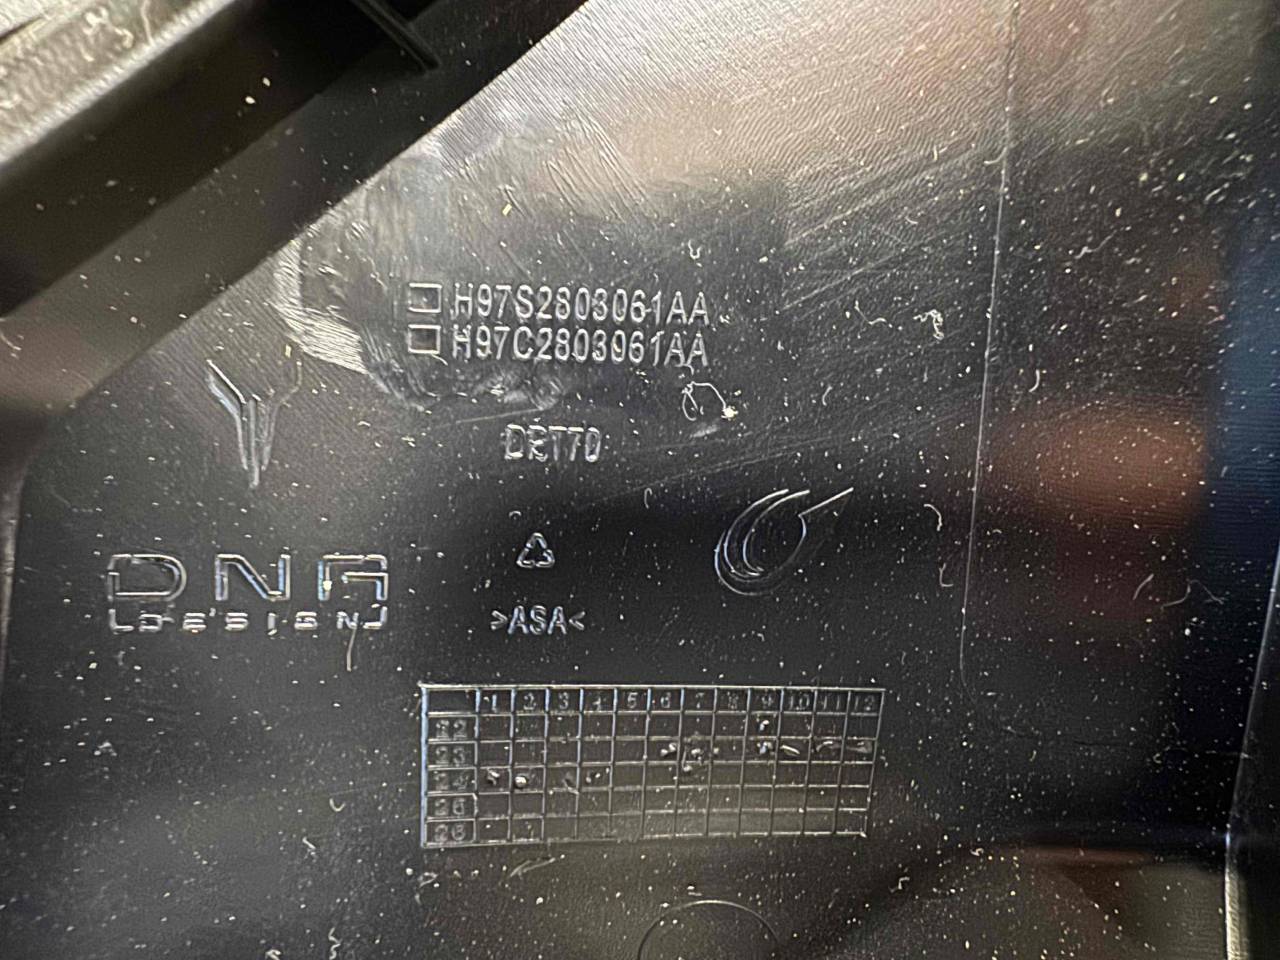 H97S2803061AA
H97C2803061AA
DET70
DNA
DESIGN
>ASA<
1 2 3 4 5 6 7 8 9 10 11 12
22
23
24
25
26